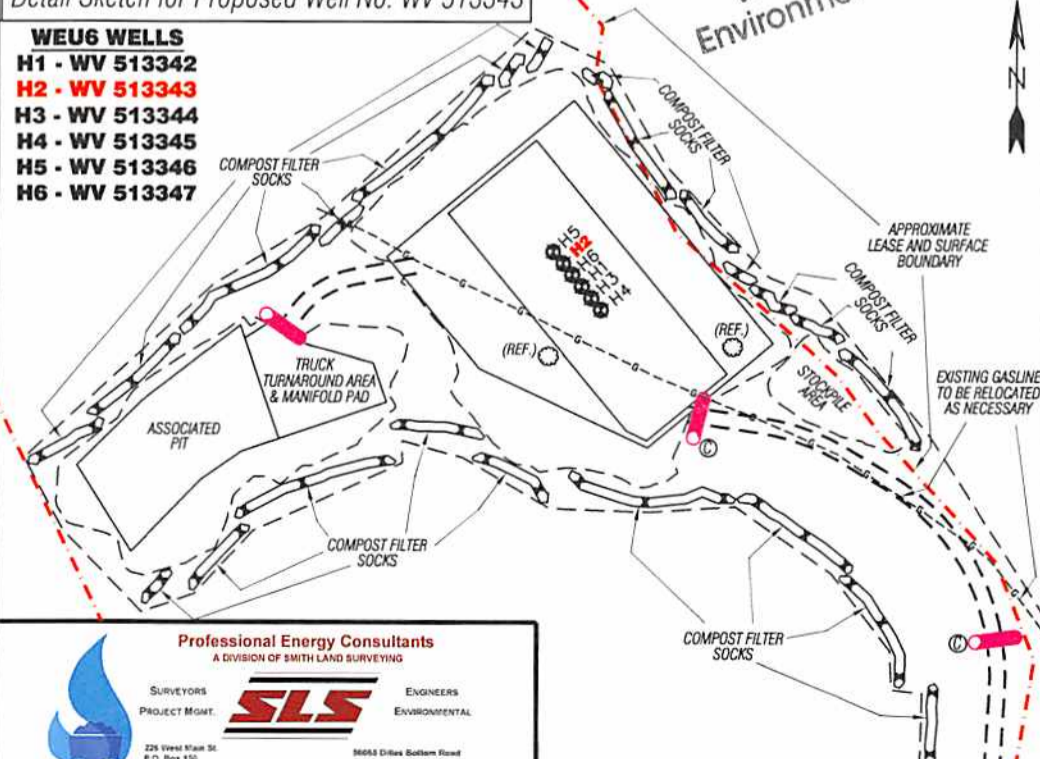 Detail Sketch for Proposed Well No. WV 513343
Environme
N
WEU6 WELLS
H1 - WV 513342
H2 - WV 513343
H3 - WV 513344
H4 - WV 513345
H5 - WV 513346
H6 - WV 513347
COMPOST FILTER
SOCKS
COMPOST FILTER
SOCKS
APPROXIMATE
LEASE AND SURFACE
BOUNDARY
COMPOST FILTER
SOCKS
H5
H2
H6
H1
H3
H4
G
G
G
G
G
G
G
G
G
(REF.)
(REF.)
TRUCK
TURNAROUND AREA
& MANIFOLD PAD
STOCKPILE
AREA
EXISTING GASLINE
TO BE RELOCATED
AS NECESSARY
ASSOCIATED
PIT
C
COMPOST FILTER
SOCKS
COMPOST FILTER
SOCKS
C
Professional Energy Consultants
A DIVISION OF SMITH LAND SURVEYING
SURVEYORS
PROJECT MGMT.
SLS
ENGINEERS
ENVIRONMENTAL
226 West Main St.
P.O. Box 150
Dilles Bottom Road